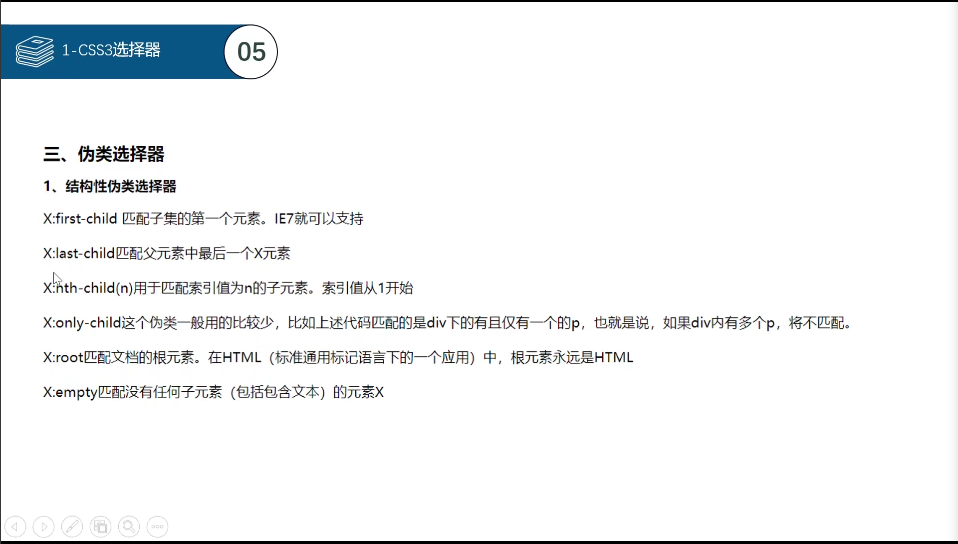 1-CSS3选择器
05
三、伪类选择器
1、结构性伪类选择器
X:first-child 匹配子集的第一个元素。IE7就可以支持
X:last-child匹配父元素中最后一个X元素
X:nth-child(n)用于匹配索引值为n的子元素。索引值从1开始
X:only-child这个伪类一般用的比较少，比如上述代码匹配的是div下的有且仅有一个的p，也就是说，如果div内有多个p，将不匹配。
X:root匹配文档的根元素。在HTML（标准通用标记语言下的一个应用）中，根元素永远是HTML
X:empty匹配没有任何子元素（包括包含文本）的元素X